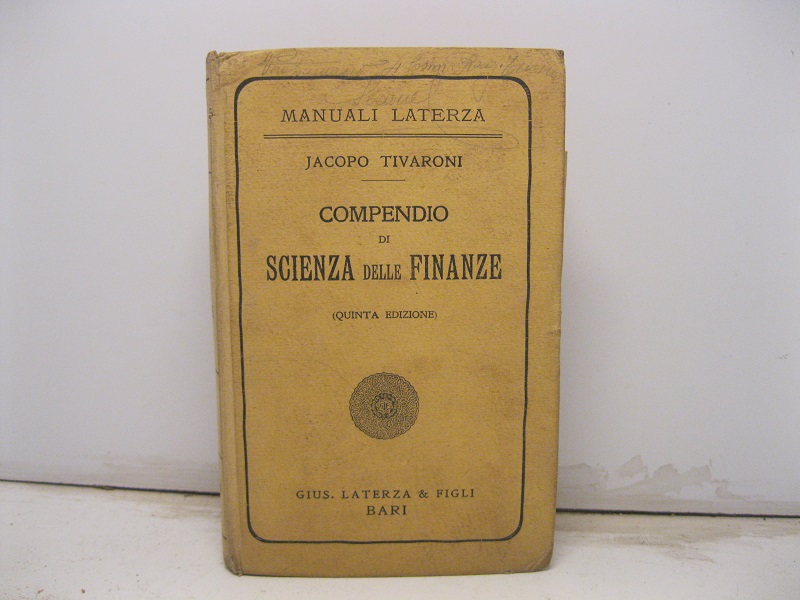 MANUALI LATERZA
JACOPO TIVARONI
COMPENDIO
DI
SCIENZA DELLE FINANZE
(QUINTA EDIZIONE)
GIUS. LATERZA & FIGLI
BARI